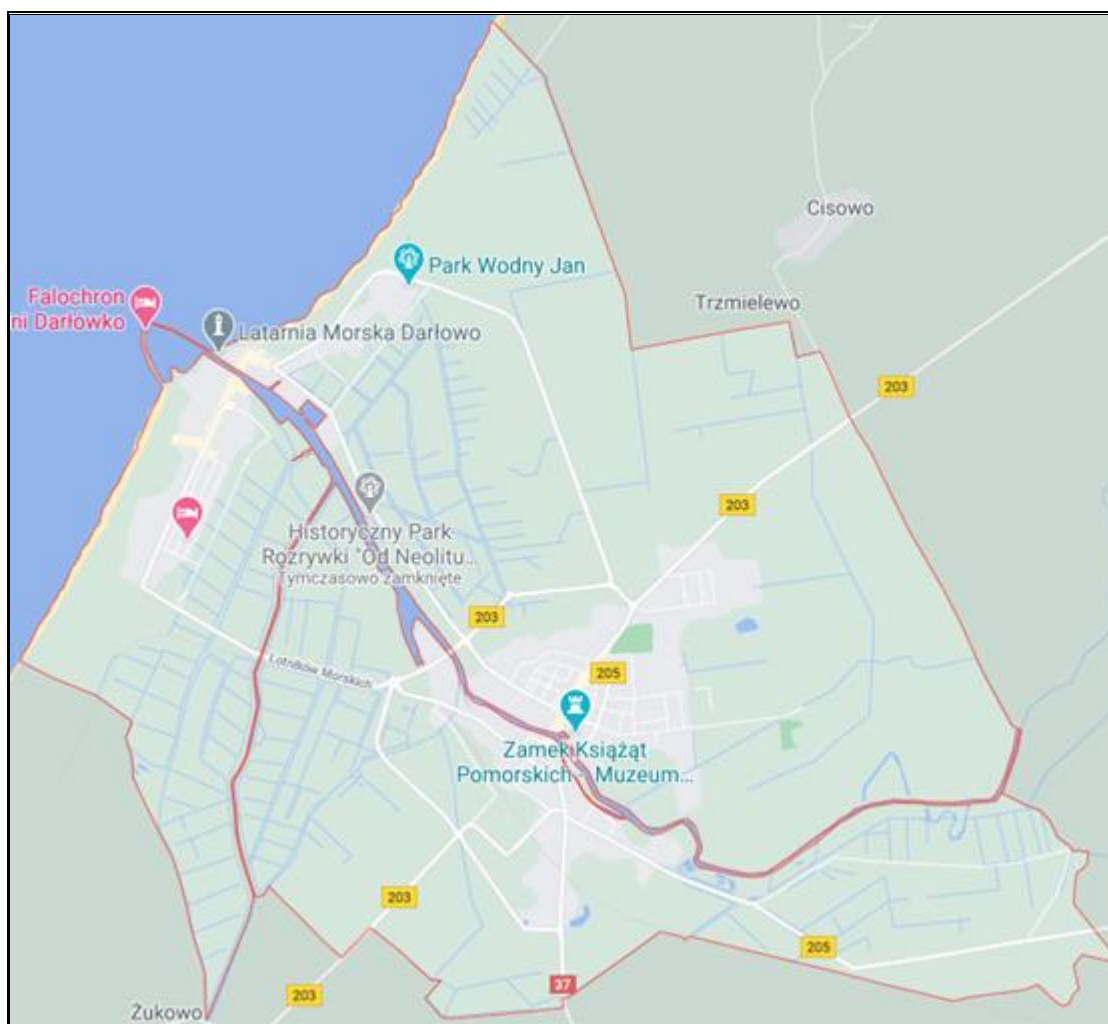 Cisowo
Park Wodny Jan
Falochron
ni Darłówko
Trzmielewo
Latarnia Morska Darłowo
203
203
Historyczny Park
Rozrywki "Od Neolitu...
Tymczasowo zamknięte
203
Lotników Morskich
205
Zamek Książąt
Pomorskich - Muzeum...
203
205
37
203
Żukowo